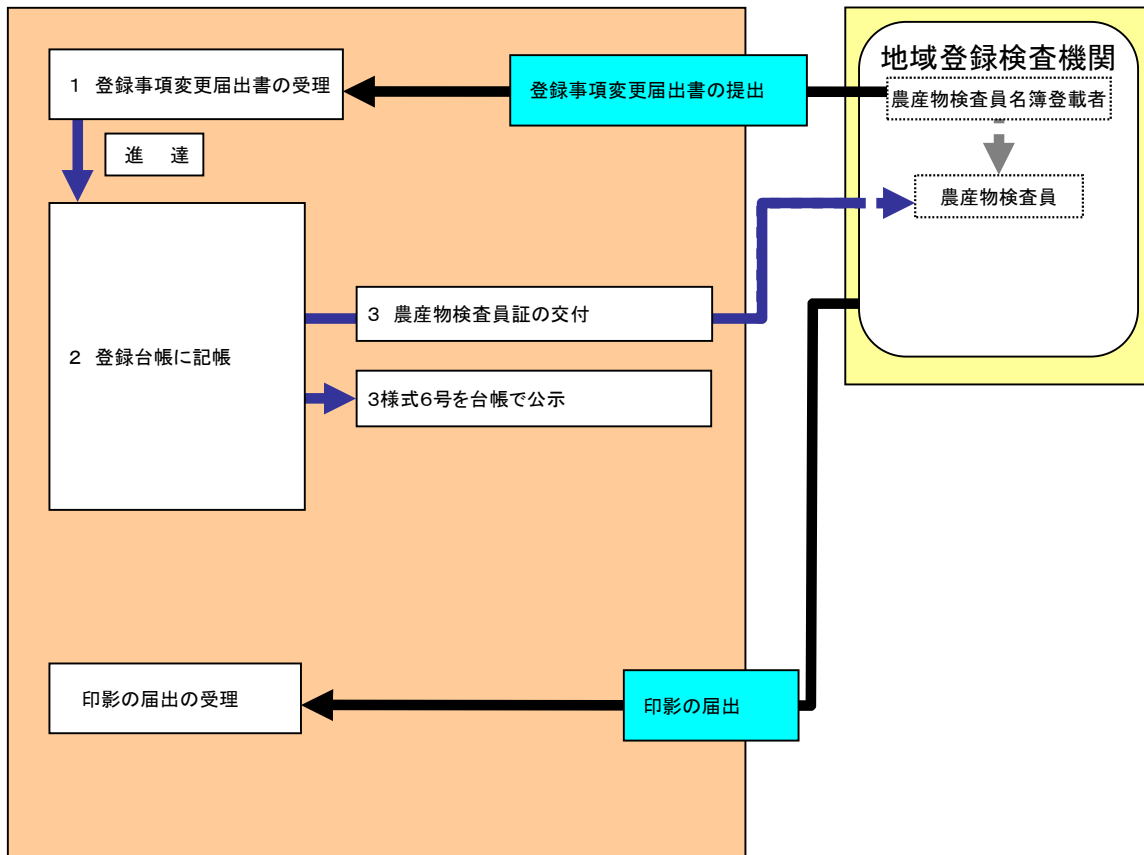 地域登録検査機関
１　登録事項変更届出書の受理
登録事項変更届出書の提出
農産物検査員名簿登載者
進　達
農産物検査員
３　農産物検査員証の交付
２　登録台帳に記帳
３様式６号を台帳で公示
印影の届出の受理
印影の届出